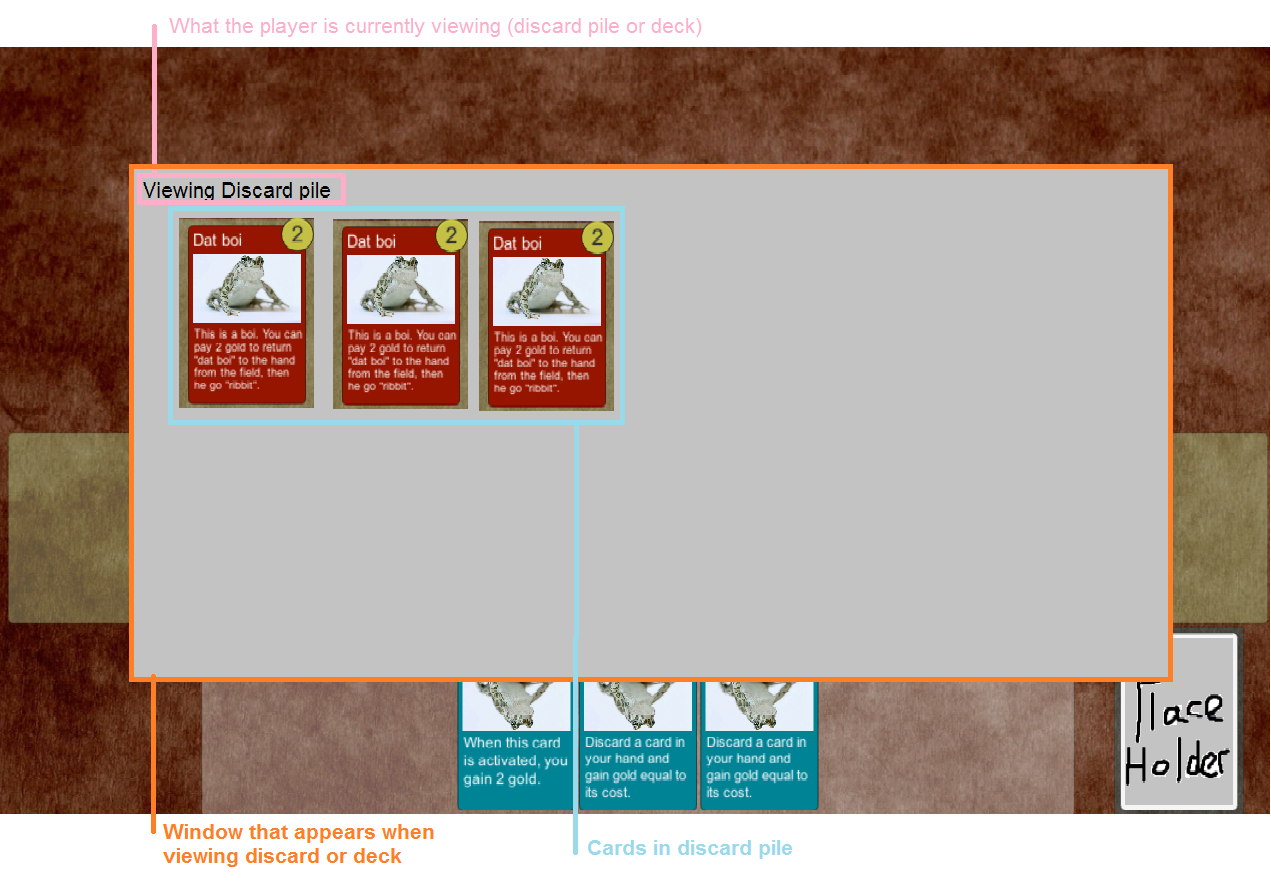 What the player is currently viewing (discard pile or deck)
Viewing Discard pile
Dat boi
2
This is a boi. You can
pay 2 gold to return
"dat boi" to the hand
from the field, then
he go "ribbit".
Dat boi
2
This is a boi. You can
pay 2 gold to return
"dat boi" to the hand
from the field, then
he go "ribbit".
Dat boi
2
This is a boi. You can
pay 2 gold to return
"dat boi" to the hand
from the field, then
he go "ribbit".
When this card
is activated, you
gain 2 gold.
Discard a card in
your hand and
gain gold equal to
its cost.
Discard a card in
your hand and
gain gold equal to
its cost.
Place
Holder
Window that appears when
viewing discard or deck
Cards in discard pile